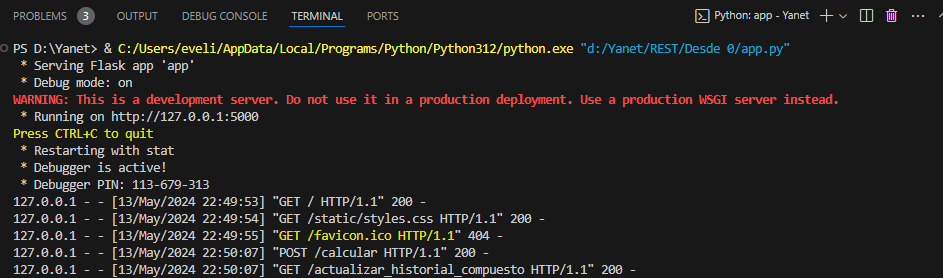 PROBLEMS 3 OUTPUT DEBUG CONSOLE TERMINAL PORTS Python: app - Yanet
PS D:\Yanet> & C:/Users/eveli/AppData/Local/Programs/Python/Python312/python.exe "d:/Yanet/REST/Desde 0/app.py"
* Serving Flask app 'app'
* Debug mode: on
WARNING: This is a development server. Do not use it in a production deployment. Use a production WSGI server instead.
* Running on http://127.0.0.1:5000
Press CTRL+C to quit
* Restarting with stat
* Debugger is active!
* Debugger PIN: 113-679-313
127.0.0.1 - - [13/May/2024 22:49:53] "GET / HTTP/1.1" 200 -
127.0.0.1 - - [13/May/2024 22:49:54] "GET /static/styles.css HTTP/1.1" 200 -
127.0.0.1 - - [13/May/2024 22:49:55] "GET /favicon.ico HTTP/1.1" 404 -
127.0.0.1 - - [13/May/2024 22:50:07] "POST /calcular HTTP/1.1" 200 -
127.0.0.1 - - [13/May/2024 22:50:07] "GET /actualizar_historial_compuesto HTTP/1.1" 200 -